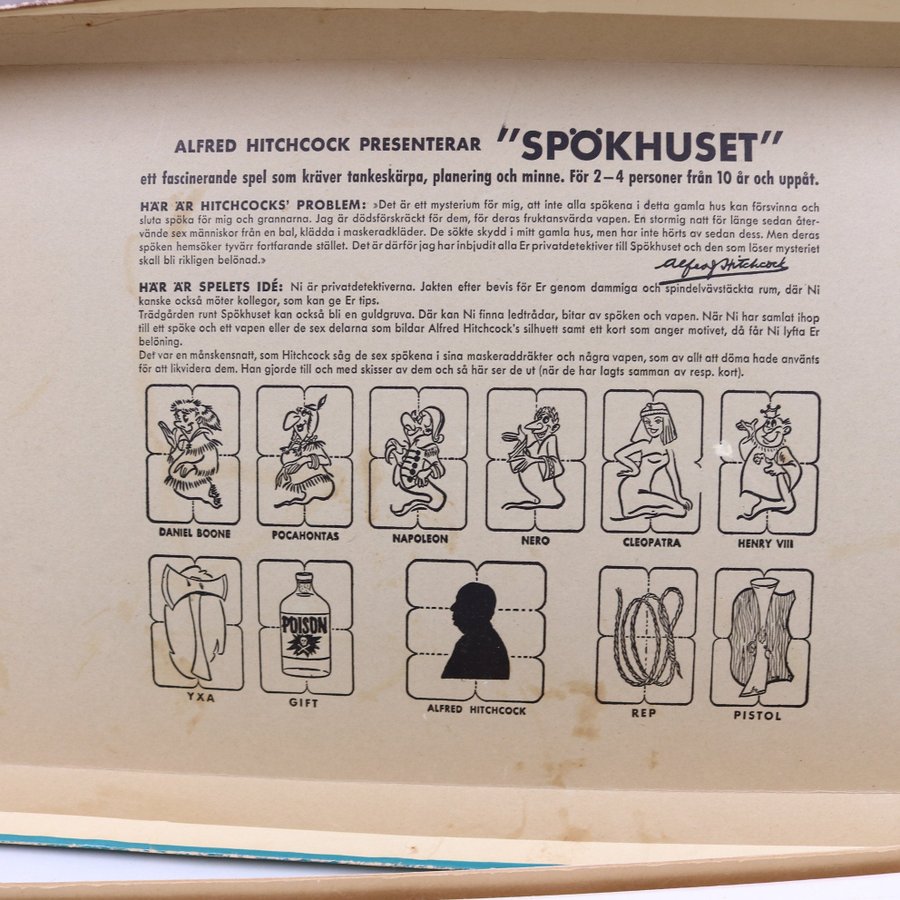 ALFRED HITCHCOCK PRESENTERAR "SPÖKHUSET"
ett fascinerande spel som kräver tankeskärpa, planering och minne. För 2–4 personer från 10 år och uppåt.
HÄR ÄR HITCHCOCKS' PROBLEM: »Det är ett mysterium för mig, att inte alla spökena i detta gamla hus kan försvinna och
sluta spöka för mig och grannarna. Jag är dödsförskräckt för dem, för deras fruktansvärda vapen. En stormig natt för länge sedan åter-
vände sex människor från en bal, klädda i maskeradkläder. De sökte skydd i mitt gamla hus, men har inte hörts av sedan dess. Men deras
spöken hemsöker tyvärr fortfarande stället. Det är därför jag har inbjudit alla Er privatdetektiver till Spökhuset och den som löser mysteriet
skall bli rikligen belönad.»
Alfred Hitchcock
HÄR ÄR SPELETS IDÉ: Ni är privatdetektiverna. Jakten efter bevis för Er genom dammiga och spindelvävstäckta rum, där Ni
kanske också möter kollegor, som kan ge Er tips.
Trädgården runt Spökhuset kan också bli en guldgruva. Där kan Ni finna ledtrådar, bitar av spöken och vapen. När Ni har samlat ihop
till ett spöke och ett vapen eller de sex delarna som bildar Alfred Hitchcock's silhuett samt ett kort som anger motivet, då får Ni lyfta Er
belöning.
Det var en månskensnatt, som Hitchcock såg de sex spökena i sina maskeraddräkter och några vapen, som av allt att döma hade använts
för att likvidera dem. Han gjorde till och med skisser av dem och så här ser de ut (när de har lagts samman av resp. kort).
DANIEL BOONE POCAHONTAS NAPOLEON NERO CLEOPATRA HENRY VIII
POISON
YXA GIFT ALFRED HITCHCOCK REP PISTOL